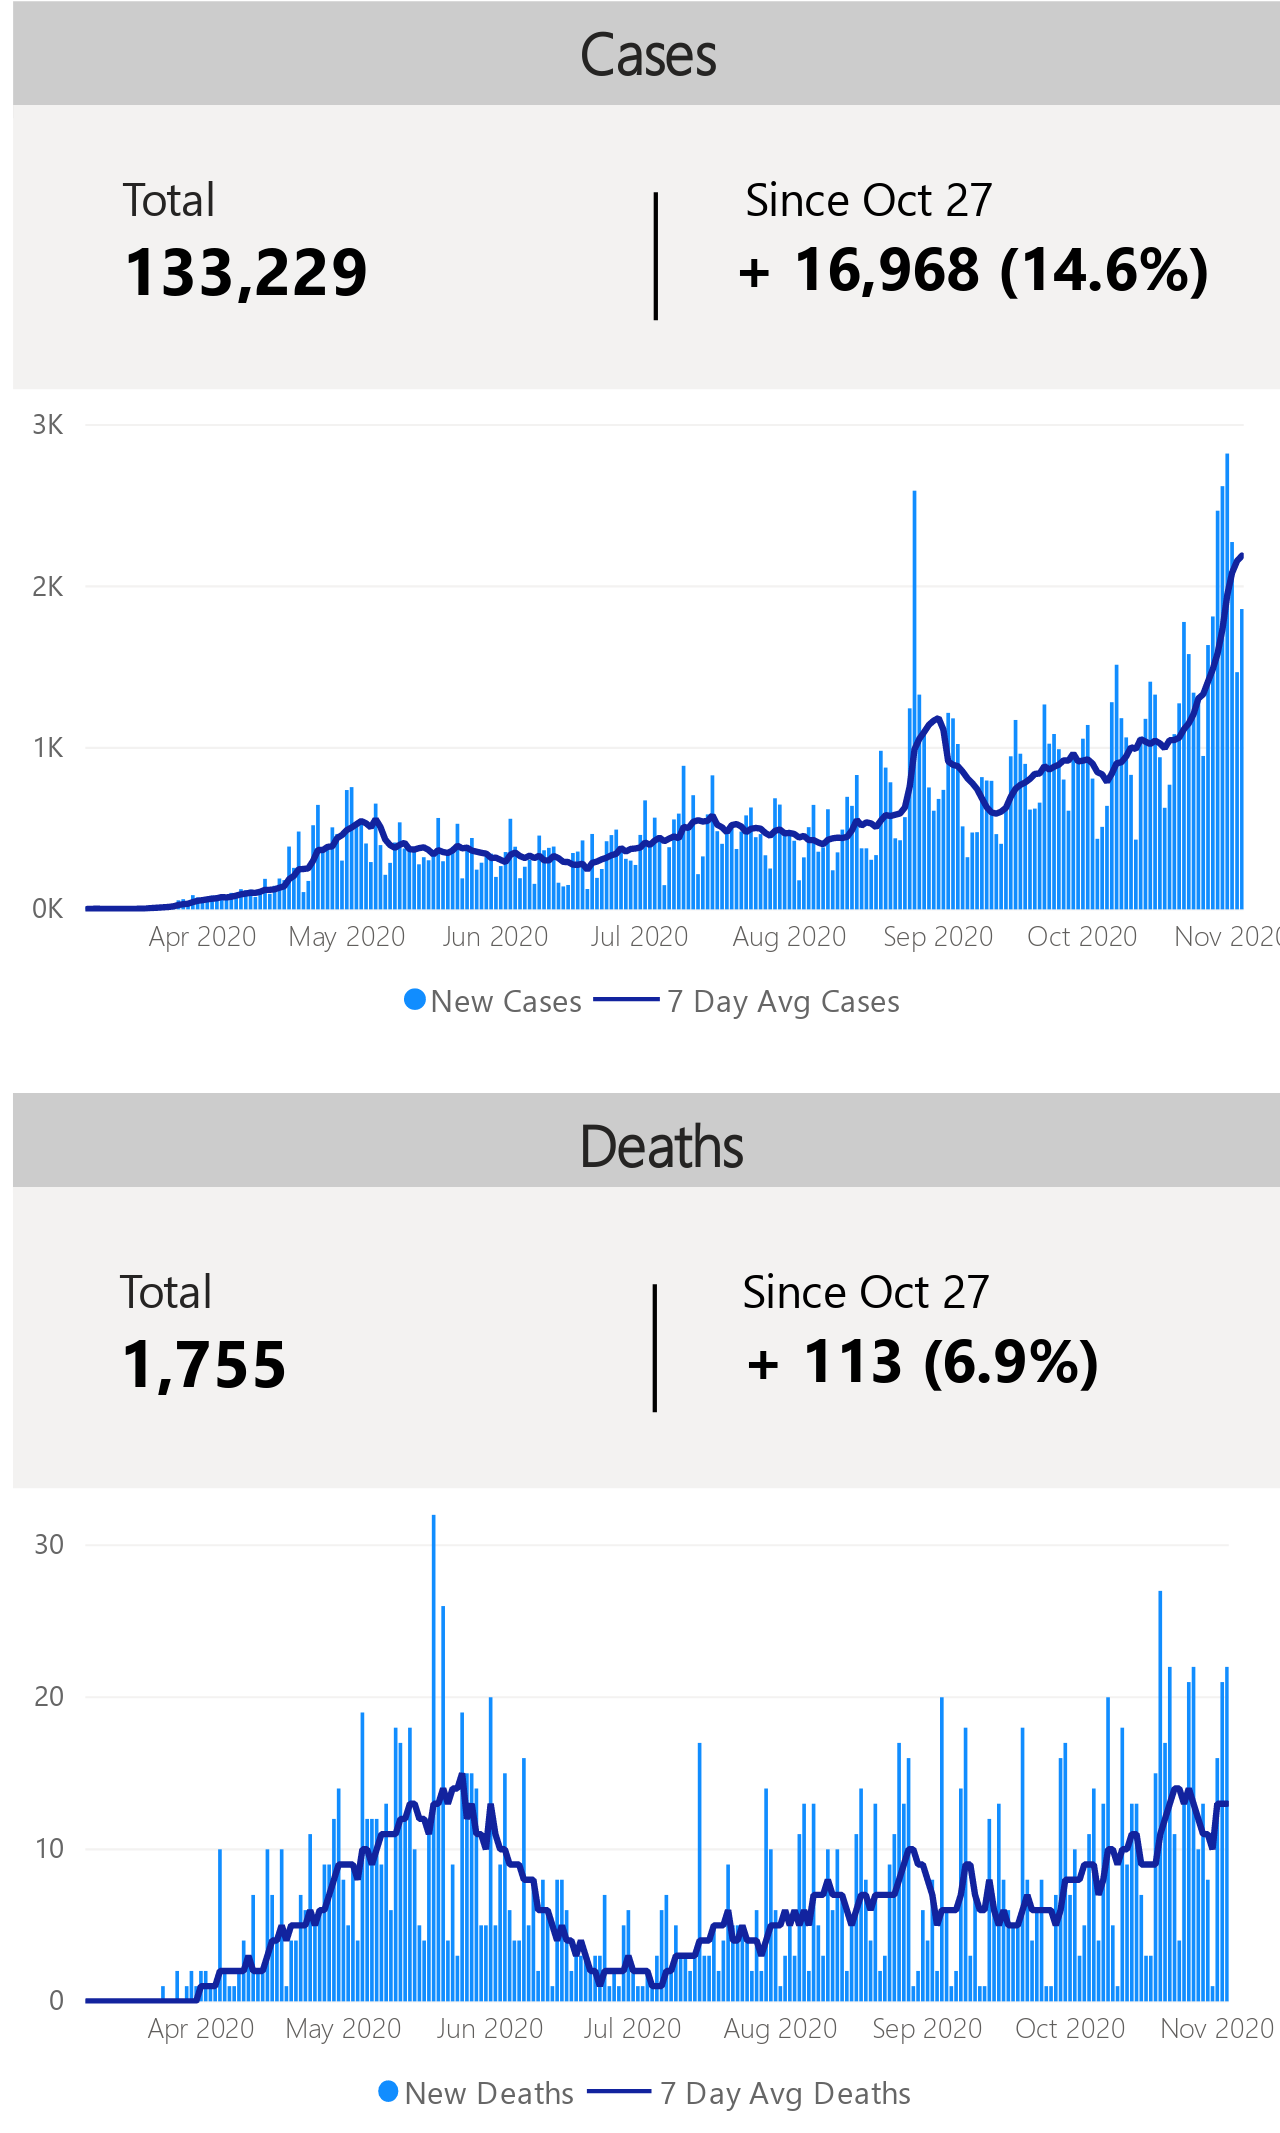 Cases
Total
Since Oct 27
133,229
+ 16,968 (14.6%)
3K
2K
1K
0K
Apr 2020 May 2020 Jun 2020 Jul 2020 Aug 2020 Sep 2020 Oct 2020 Nov 2020
New Cases 7 Day Avg Cases
Deaths
Total
Since Oct 27
1,755
+ 113 (6.9%)
30
20
10
0
Apr 2020 May 2020 Jun 2020 Jul 2020 Aug 2020 Sep 2020 Oct 2020 Nov 2020
New Deaths 7 Day Avg Deaths